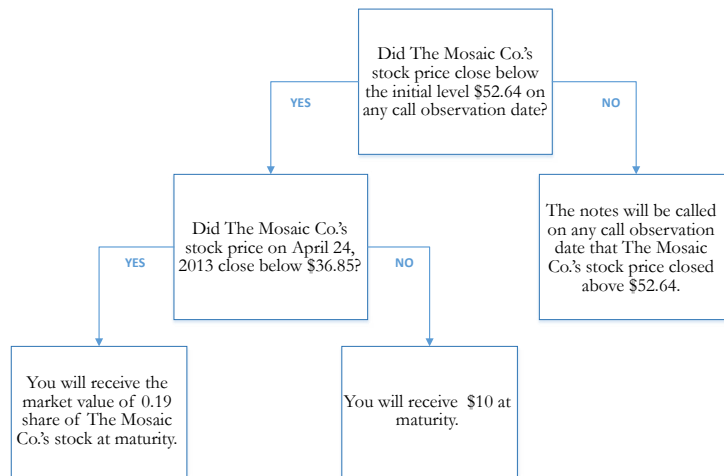 Did The Mosaic Co.'s
stock price close below
the initial level $52.64 on
any call observation date?
YES
NO
Did The Mosaic Co.'s
stock price on April 24,
2013 close below $36.85?
The notes will be called
on any call observation
date that The Mosaic
Co.'s stock price closed
above $52.64.
YES
NO
You will receive the
market value of 0.19
share of The Mosaic
Co.'s stock at maturity.
You will receive $10 at
maturity.